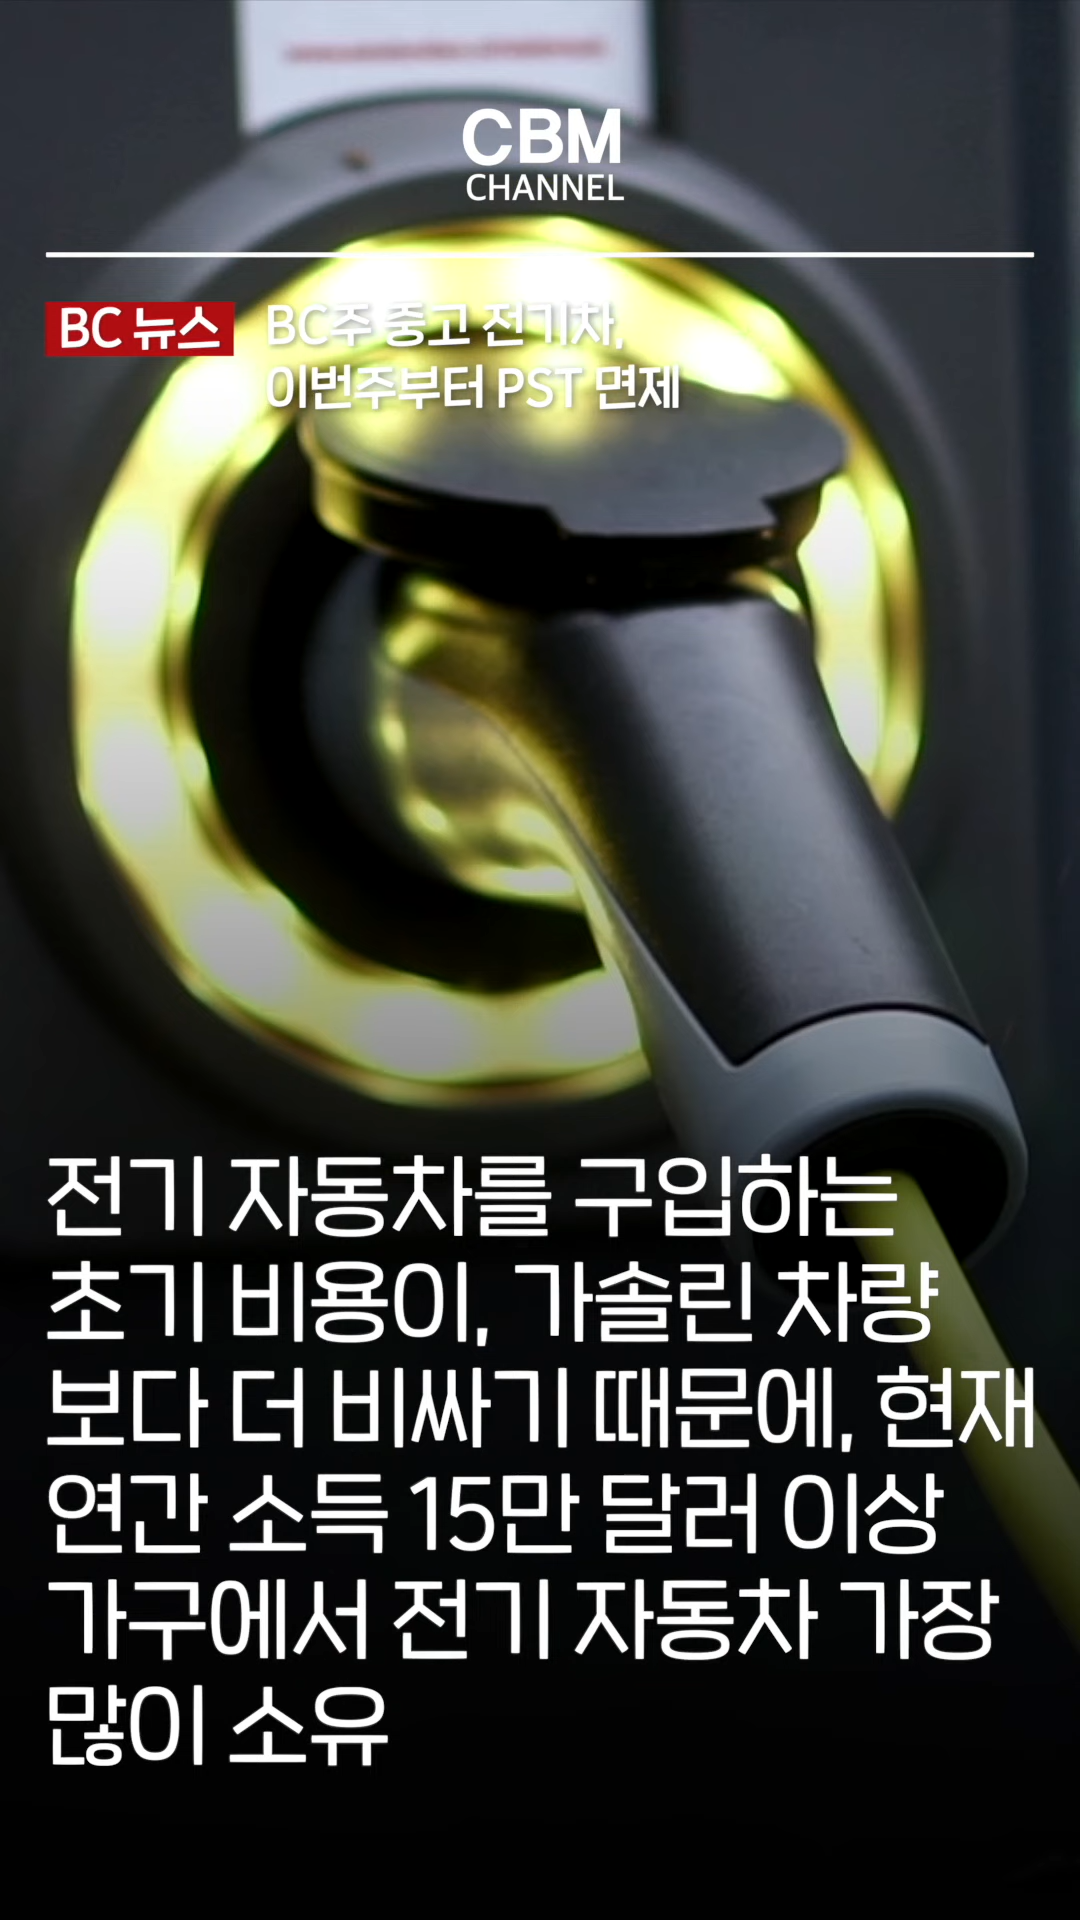 CBM
CHANNEL
BC 뉴스
BC주 중고 전기차,
이번주부터 PST 면제
전기 자동차를 구입하는
초기 비용이, 가솔린 차량
보다 더 비싸기 때문에, 현재
연간 소득 15만 달러 이상
가구에서 전기 자동차 가장
많이 소유